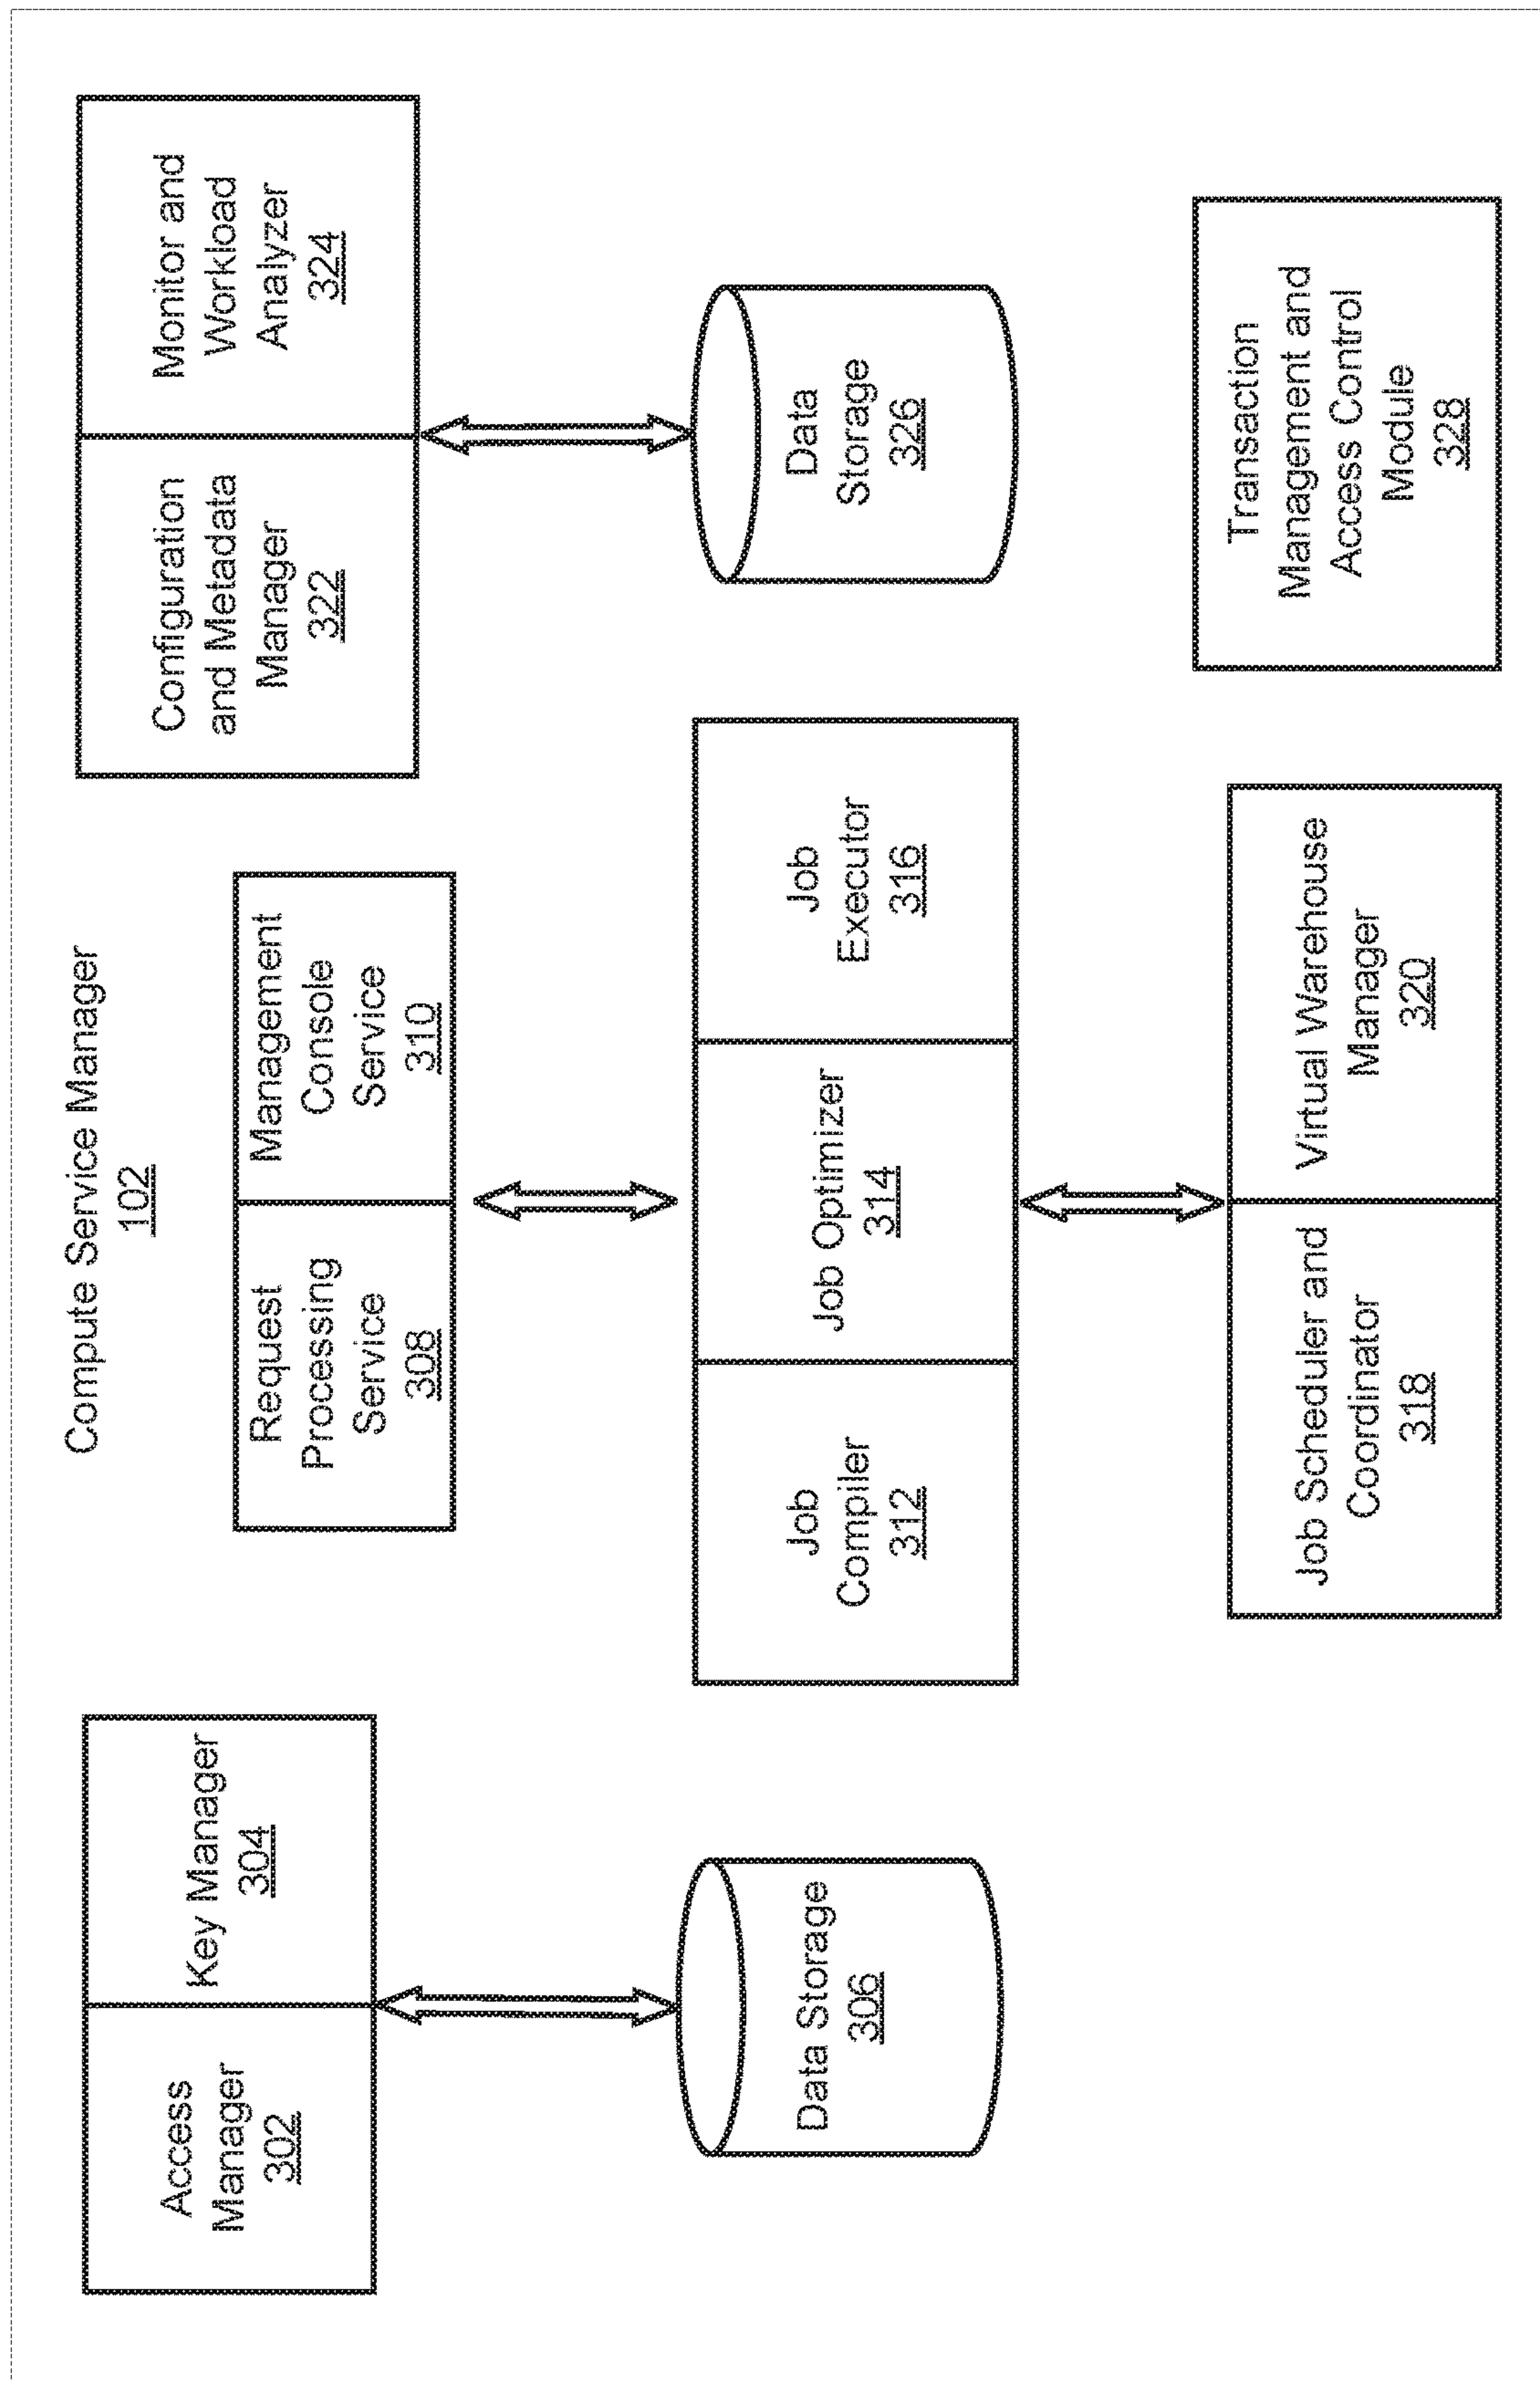 Compute Service Manager
102
Access
Manager
302
Key Manager
304
Data Storage
306
Request
Processing
Service
308
Management
Console
Service
310
Job
Compiler
312
Job Optimizer
314
Job
Executor
316
Job Scheduler and
Coordinator
318
Virtual Warehouse
Manager
320
Configuration
and Metadata
Manager
322
Monitor and
Workload
Analyzer
324
Data
Storage
326
Transaction
Management and
Access Control
Module
328